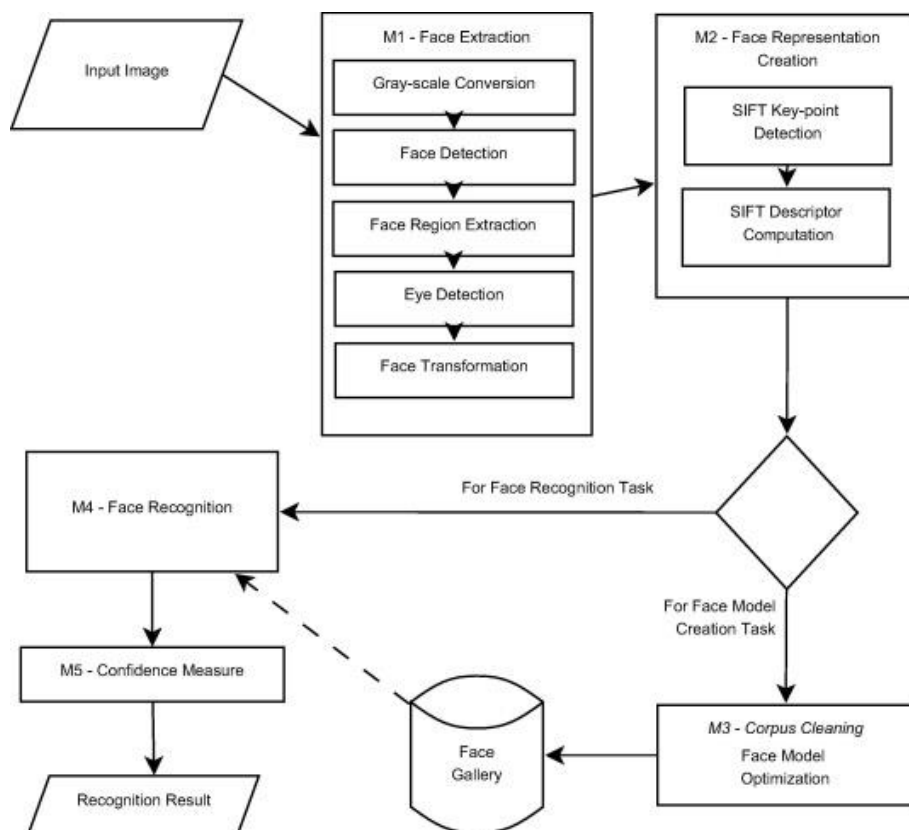 Input Image
M1 - Face Extraction
Gray-scale Conversion
Face Detection
Face Region Extraction
Eye Detection
Face Transformation
M2 - Face Representation
Creation
SIFT Key-point
Detection
SIFT Descriptor
Computation
For Face Recognition Task
M4 - Face Recognition
For Face Model
Creation Task
M5 - Confidence Measure
M3 - Corpus Cleaning
Face Model
Optimization
Face
Gallery
Recognition Result